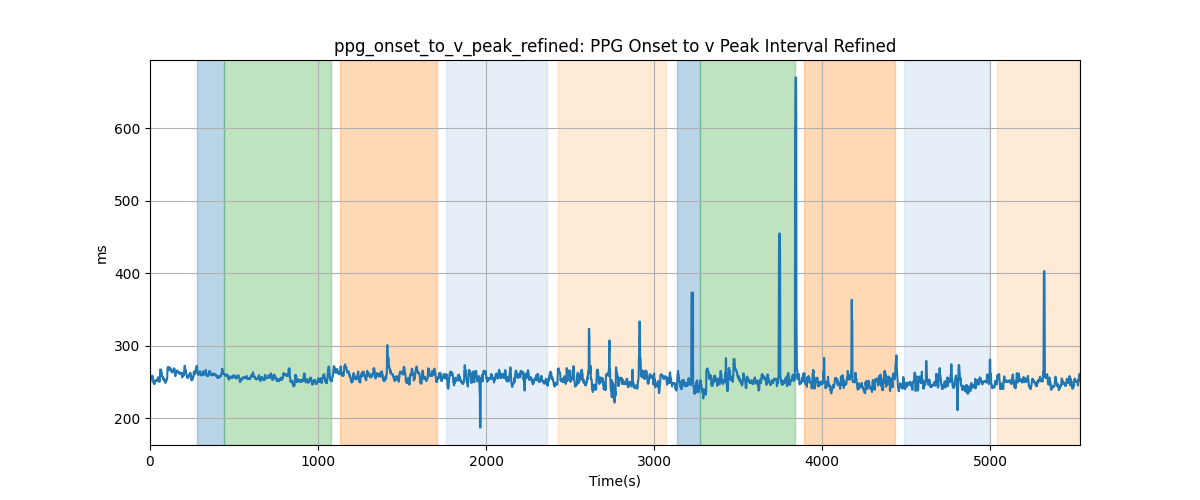 ppg_onset_to_v_peak_refined: PPG Onset to v Peak Interval Refined
600
500
400
300
200
ms
0 1000 2000 3000 4000 5000
Time(s)